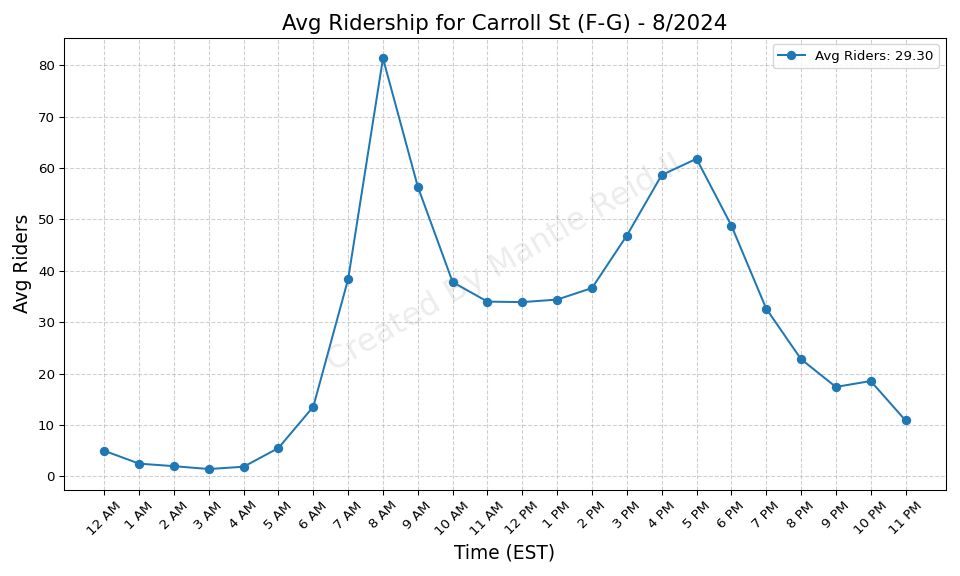 Avg Ridership for Carroll St (F-G) - 8/2024
Avg Riders: 29.30
Avg Riders
80
70
60
50
40
30
20
10
0
Created By Mantle Reid II
12 AM
1 AM
2 AM
3 AM
4 AM
5 AM
6 AM
7 AM
8 AM
9 AM
10 AM
11 AM
12 PM
1 PM
2 PM
3 PM
4 PM
5 PM
6 PM
7 PM
8 PM
9 PM
10 PM
11 PM
Time (EST)